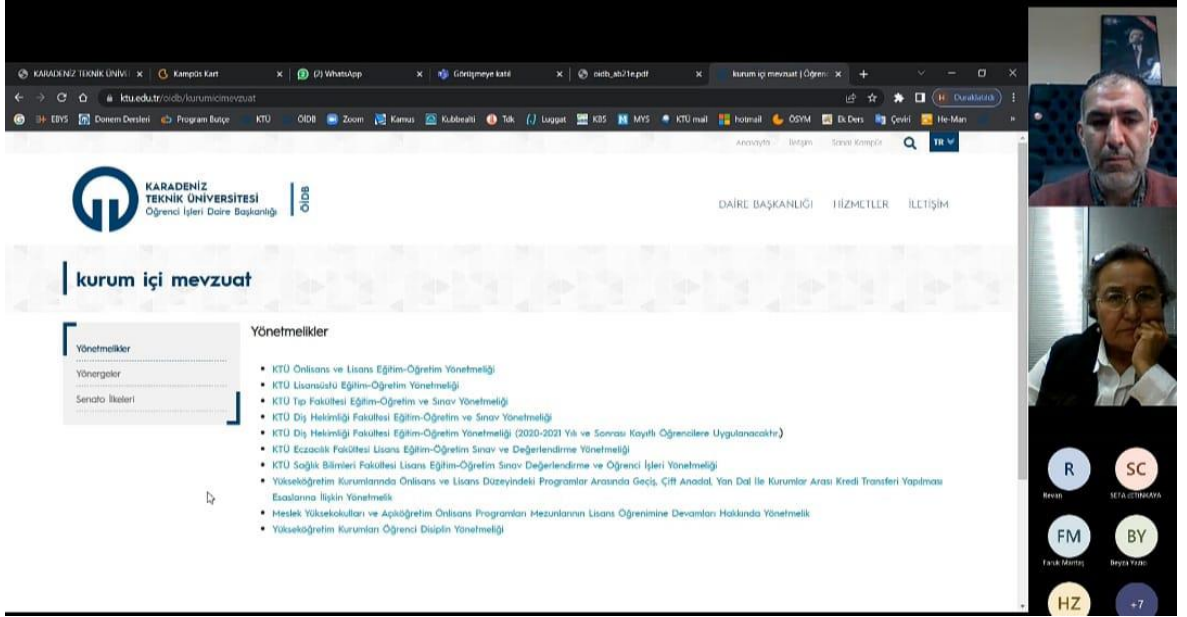 KARADENİZ TEKNİK ÜNİVE
Kampüs Kart
(2) WhatsApp
Görüşmeye katıl
oidb_ab21e.pdf
kurum içi mevzuat | Öğren
ktu.edu.tr/oidb/kurumicimevzuat
H
Duraklatıldı
EBYS
Donem Dersleri
Program Butçe
KTÜ
OİDB
Zoom
Kamus
Kubbealti
Tdk
Luggat
KBS
MYS
KTÜ mail
hotmail
ÖSYM
Ek Ders
Çeviri
He-Man
Anasayfa
İletişim
Sanal Kampüs
TR
KARADENİZ
TEKNİK ÜNİVERSİTESİ
Öğrenci İşleri Daire Başkanlığı
ÖİDB
DAİRE BAŞKANLIĞI
HİZMETLER
İLETİŞİM
kurum içi mevzuat
Yönetmelikler
Yönergeler
Senato İlkeleri
Yönetmelikler
KTÜ Önlisans ve Lisans Eğitim-Öğretim Yönetmeliği
KTÜ Lisansüstü Eğitim-Öğretim Yönetmeliği
KTÜ Tıp Fakültesi Eğitim-Öğretim ve Sınav Yönetmeliği
KTÜ Diş Hekimliği Fakültesi Eğitim-Öğretim ve Sınav Yönetmeliği
KTÜ Diş Hekimliği Fakültesi Eğitim-Öğretim Yönetmeliği (2020-2021 Yılı ve Sonrası Kayıtlı Öğrencilere Uygulanacaktır.)
KTÜ Eczacılık Fakültesi Lisans Eğitim-Öğretim Sınav ve Değerlendirme Yönetmeliği
KTÜ Sağlık Bilimleri Fakültesi Lisans Eğitim-Öğretim Sınav Değerlendirme ve Öğrenci İşleri Yönetmeliği
Yükseköğretim Kurumlarında Önlisans ve Lisans Düzeyindeki Programlar Arasında Geçiş, Çift Anadal, Yan Dal ile Kurumlar Arası Kredi Transferi Yapılması
Esaslarına İlişkin Yönetmelik
Meslek Yüksekokulları ve Açıköğretim Önlisans Programları Mezunlarının Lisans Öğrenimine Devamları Hakkında Yönetmelik
Yükseköğretim Kurumları Öğrenci Disiplin Yönetmeliği
R
SC
Revan
SEFA ÇETİNKAYA
FM
BY
Faruk Mantaş
Beyza Yazıcı
HZ
+7